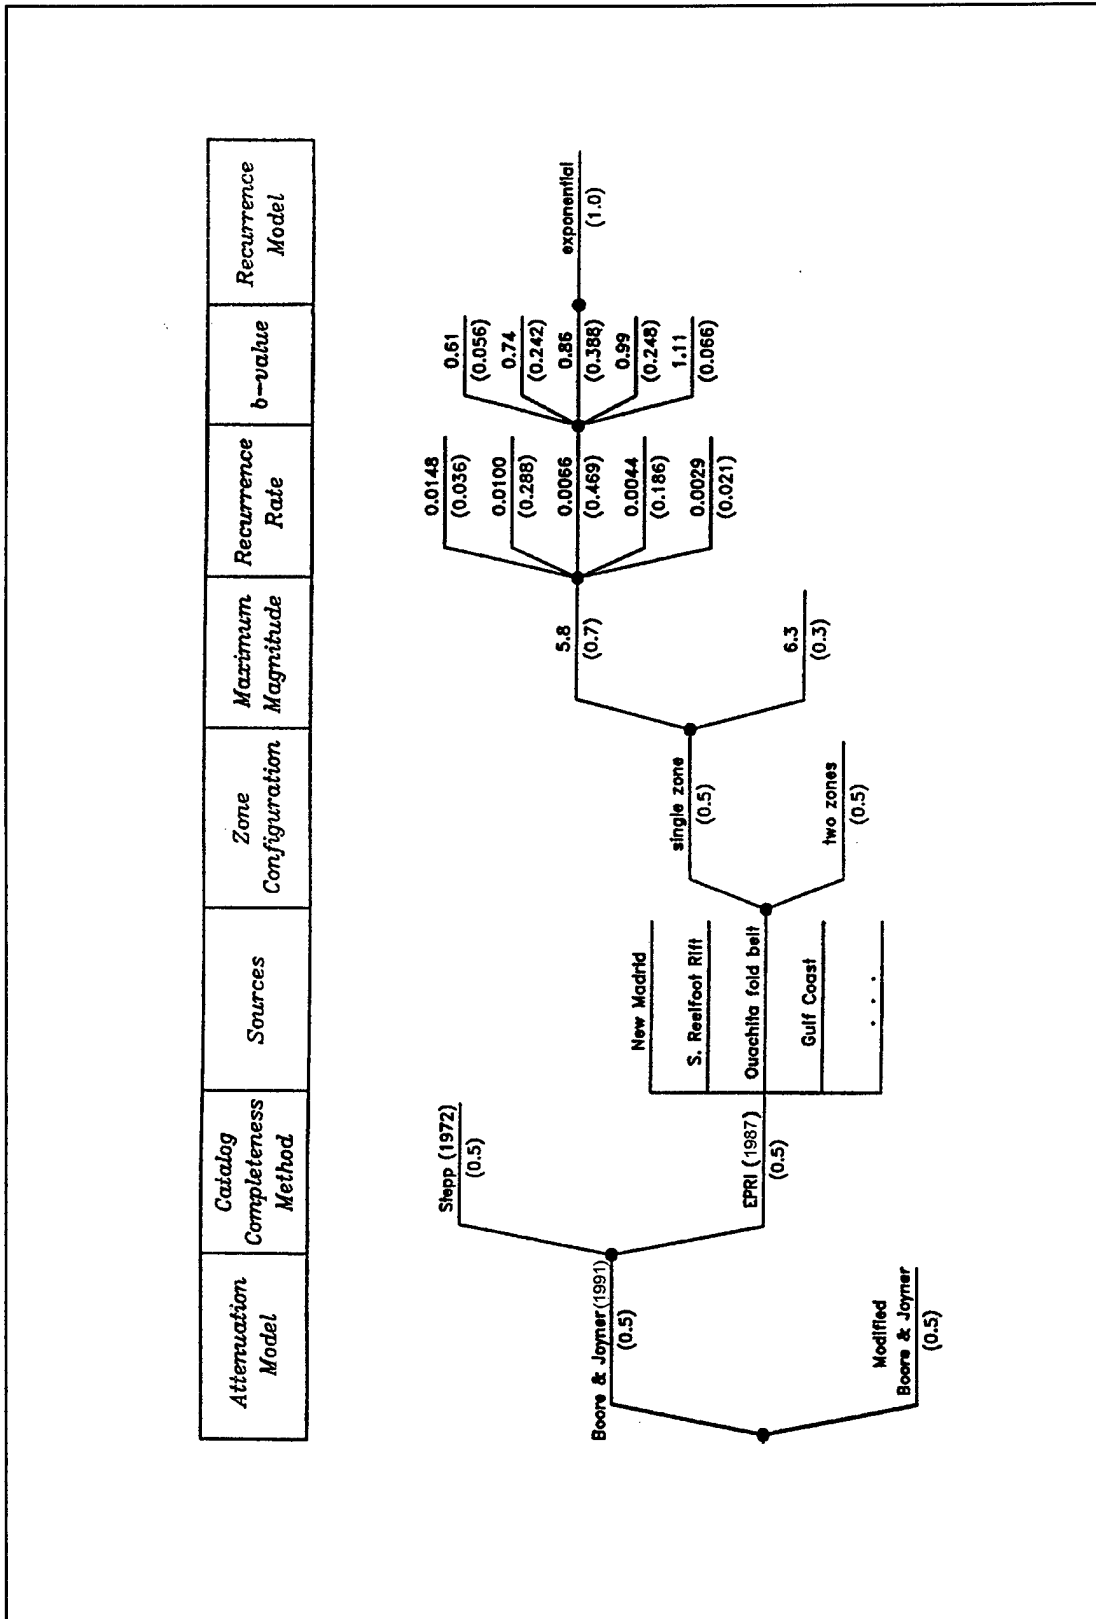 Attenuation
Model
Catalog
Completeness
Method
Sources
Zone
Configuration
Maximum
Magnitude
Recurrence
Rate
b-value
Recurrence
Model
Boore & Joyner (1991)
(0.5)
Modified
Boore & Joyner
(0.5)
Stepp (1972)
(0.5)
EPRI (1987)
(0.5)
New Madrid
S. Reelfoot Rift
Ouachita fold belt
Gulf Coast
. . .
single zone
(0.5)
two zones
(0.5)
5.8
(0.7)
6.3
(0.3)
0.0148
(0.036)
0.0100
(0.288)
0.0066
(0.469)
0.0044
(0.186)
0.0029
(0.021)
0.61
(0.056)
0.74
(0.242)
0.86
(0.388)
0.99
(0.248)
1.11
(0.066)
exponential
(1.0)